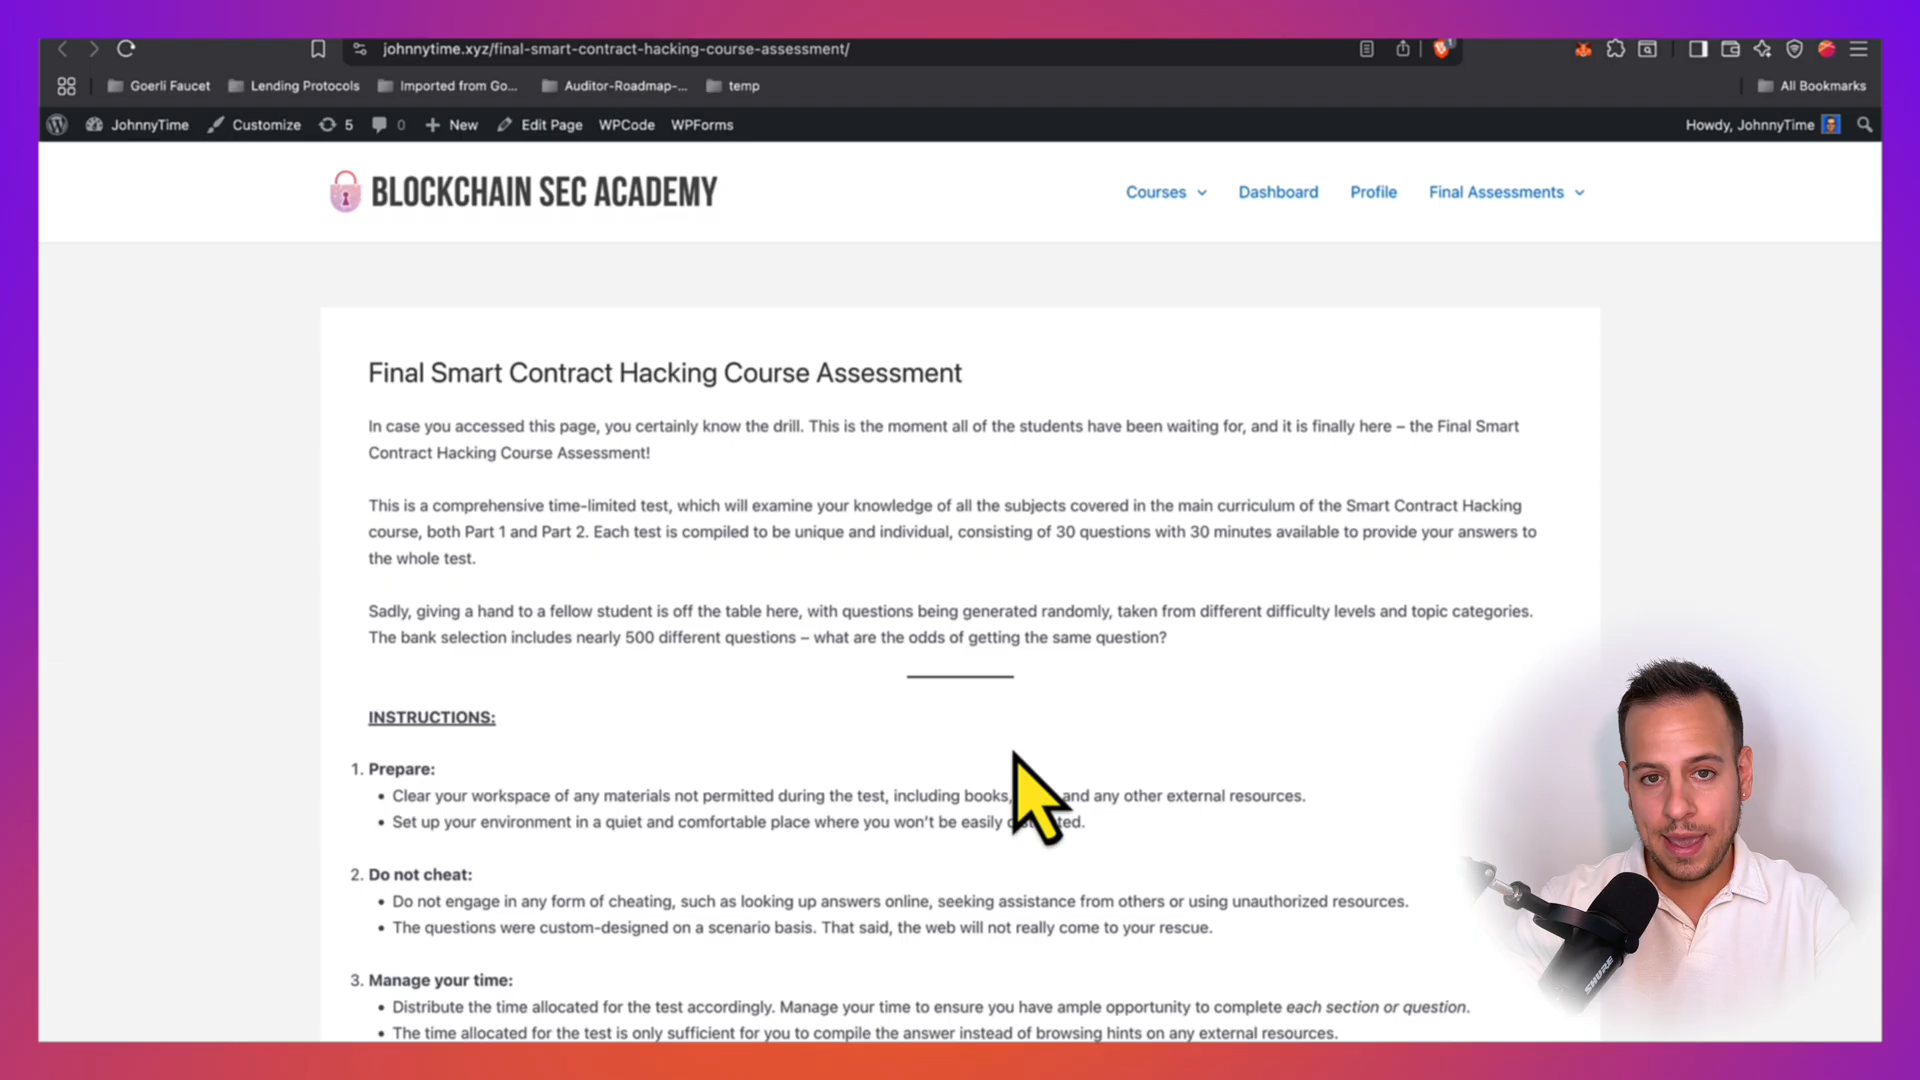 johnnytime.xyz/final-smart-contract-hacking-course-assessment/
Goerli Faucet Lending Protocols Imported from Go... Auditor-Roadmap-... temp All Bookmarks
JohnnyTime Customize 5 0 New Edit Page WPCode WPForms Howdy, JohnnyTime
BLOCKCHAIN SEC ACADEMY
Courses Dashboard Profile Final Assessments
Final Smart Contract Hacking Course Assessment
In case you accessed this page, you certainly know the drill. This is the moment all of the students have been waiting for, and it is finally here – the Final Smart
Contract Hacking Course Assessment!
This is a comprehensive time-limited test, which will examine your knowledge of all the subjects covered in the main curriculum of the Smart Contract Hacking
course, both Part 1 and Part 2. Each test is compiled to be unique and individual, consisting of 30 questions with 30 minutes available to provide your answers to
the whole test.
Sadly, giving a hand to a fellow student is off the table here, with questions being generated randomly, taken from different difficulty levels and topic categories.
The bank selection includes nearly 500 different questions – what are the odds of getting the same question?
INSTRUCTIONS:
1. Prepare:
• Clear your workspace of any materials not permitted during the test, including books, and any other external resources.
• Set up your environment in a quiet and comfortable place where you won't be easily
2. Do not cheat:
• Do not engage in any form of cheating, such as looking up answers online, seeking assistance from others or using unauthorized resources.
• The questions were custom-designed on a scenario basis. That said, the web will not really come to your rescue.
3. Manage your time:
• Distribute the time allocated for the test accordingly. Manage your time to ensure you have ample opportunity to complete each section or question.
• The time allocated for the test is only sufficient for you to compile the answer instead of browsing hints on any external resources.
SHURE